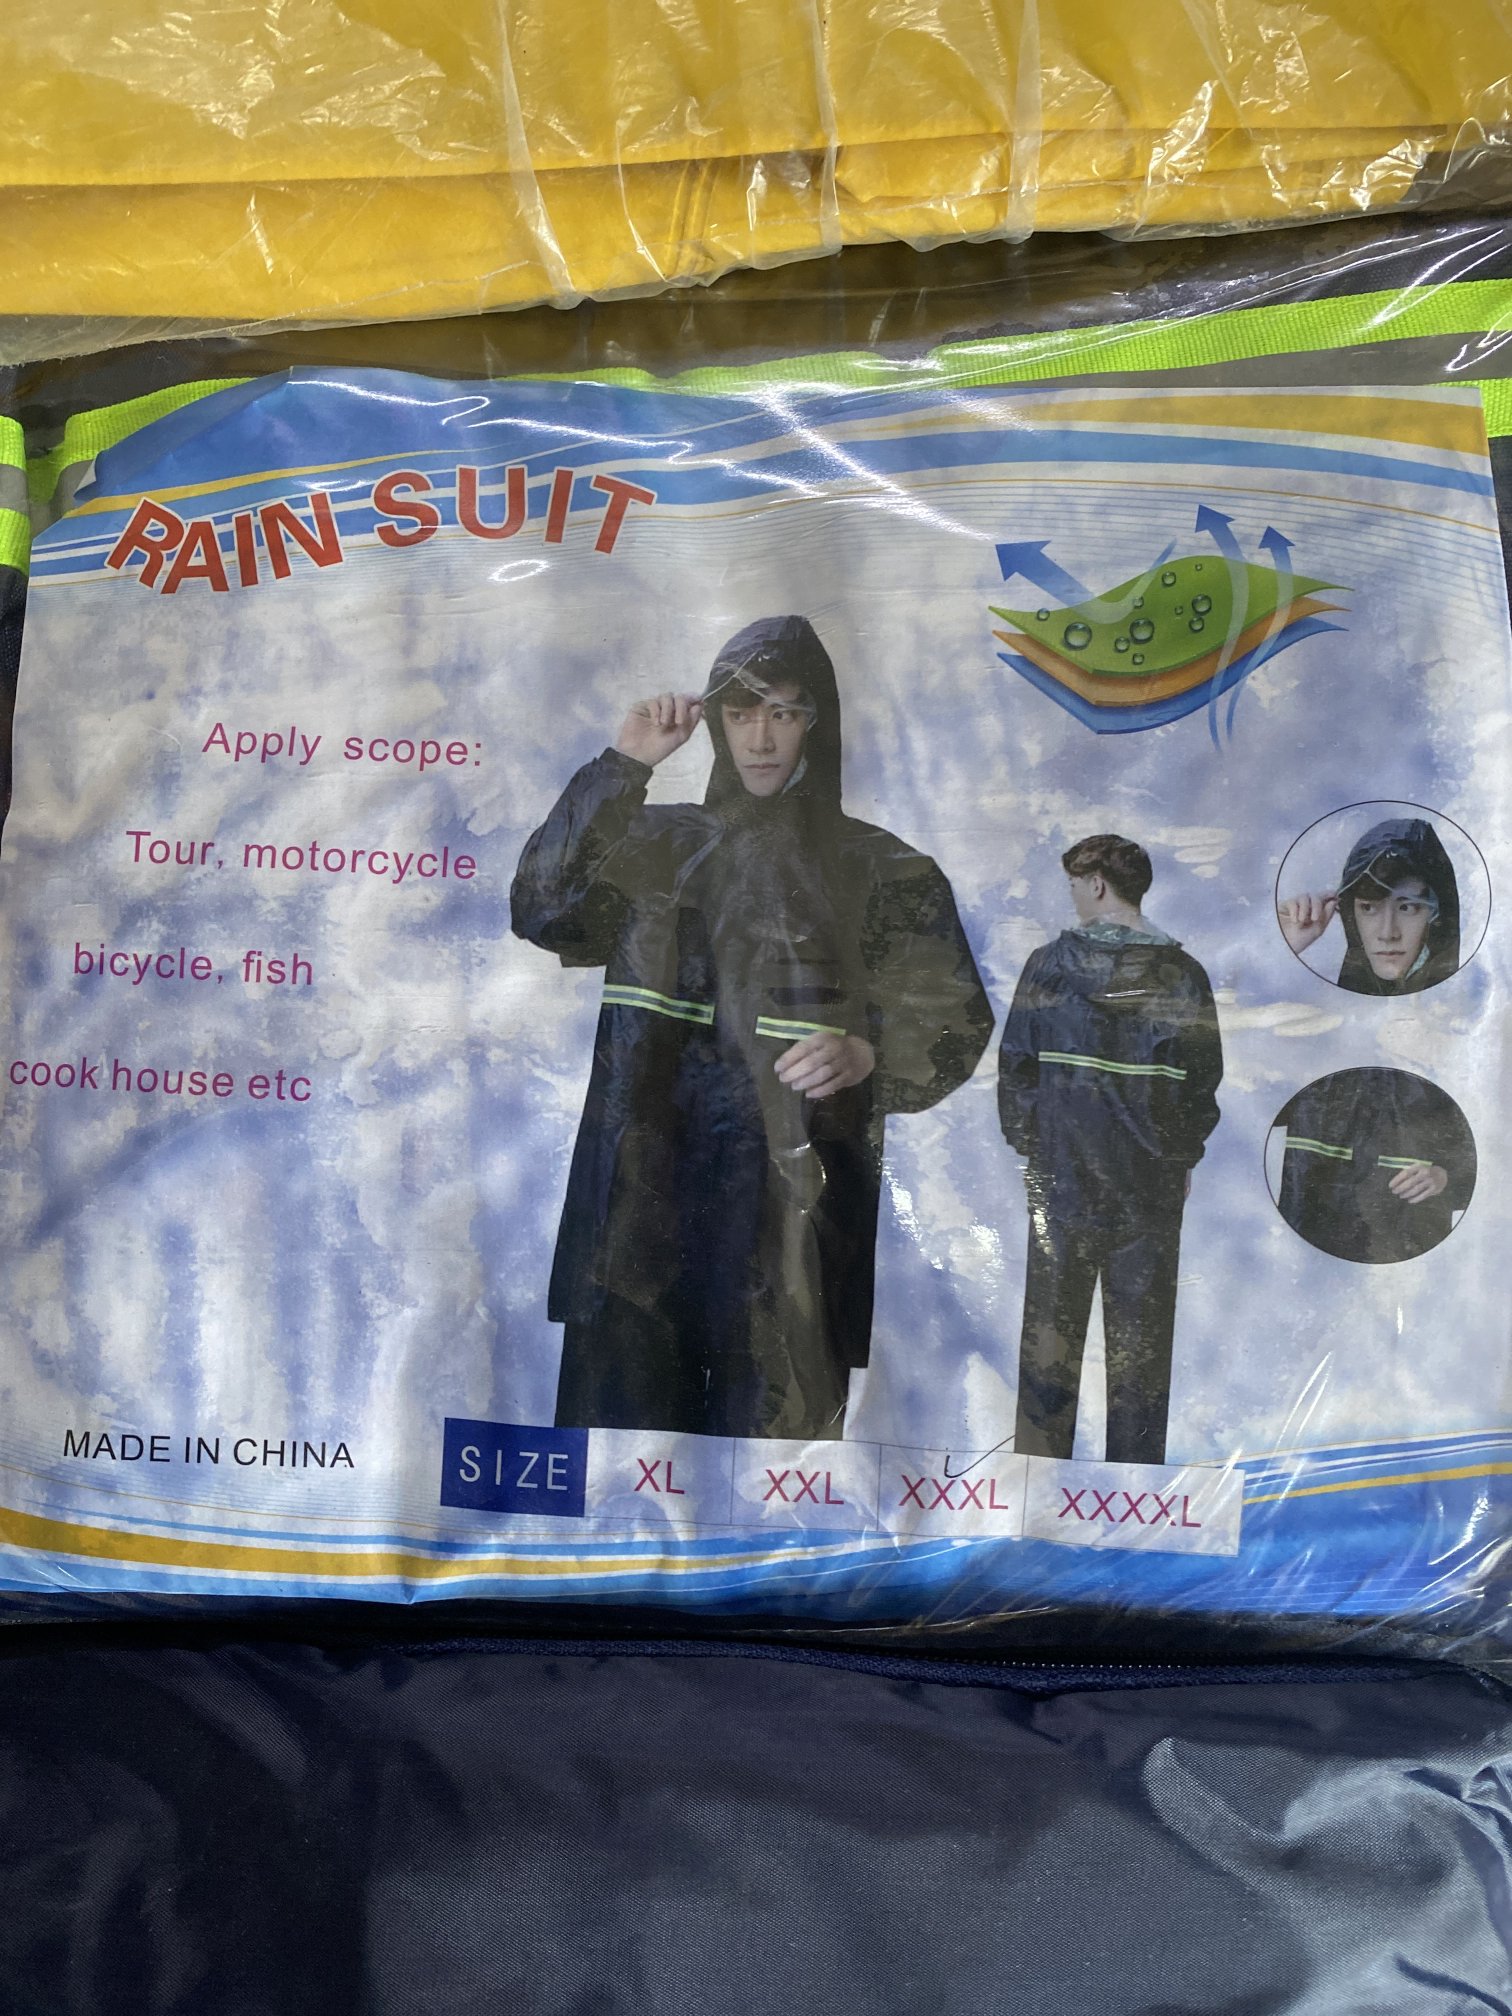 RAIN SUIT
Apply scope:
Tour, motorcycle
bicycle, fish
cook house etc
MADE IN CHINA
SIZE XL XXL XXXL XXXXL